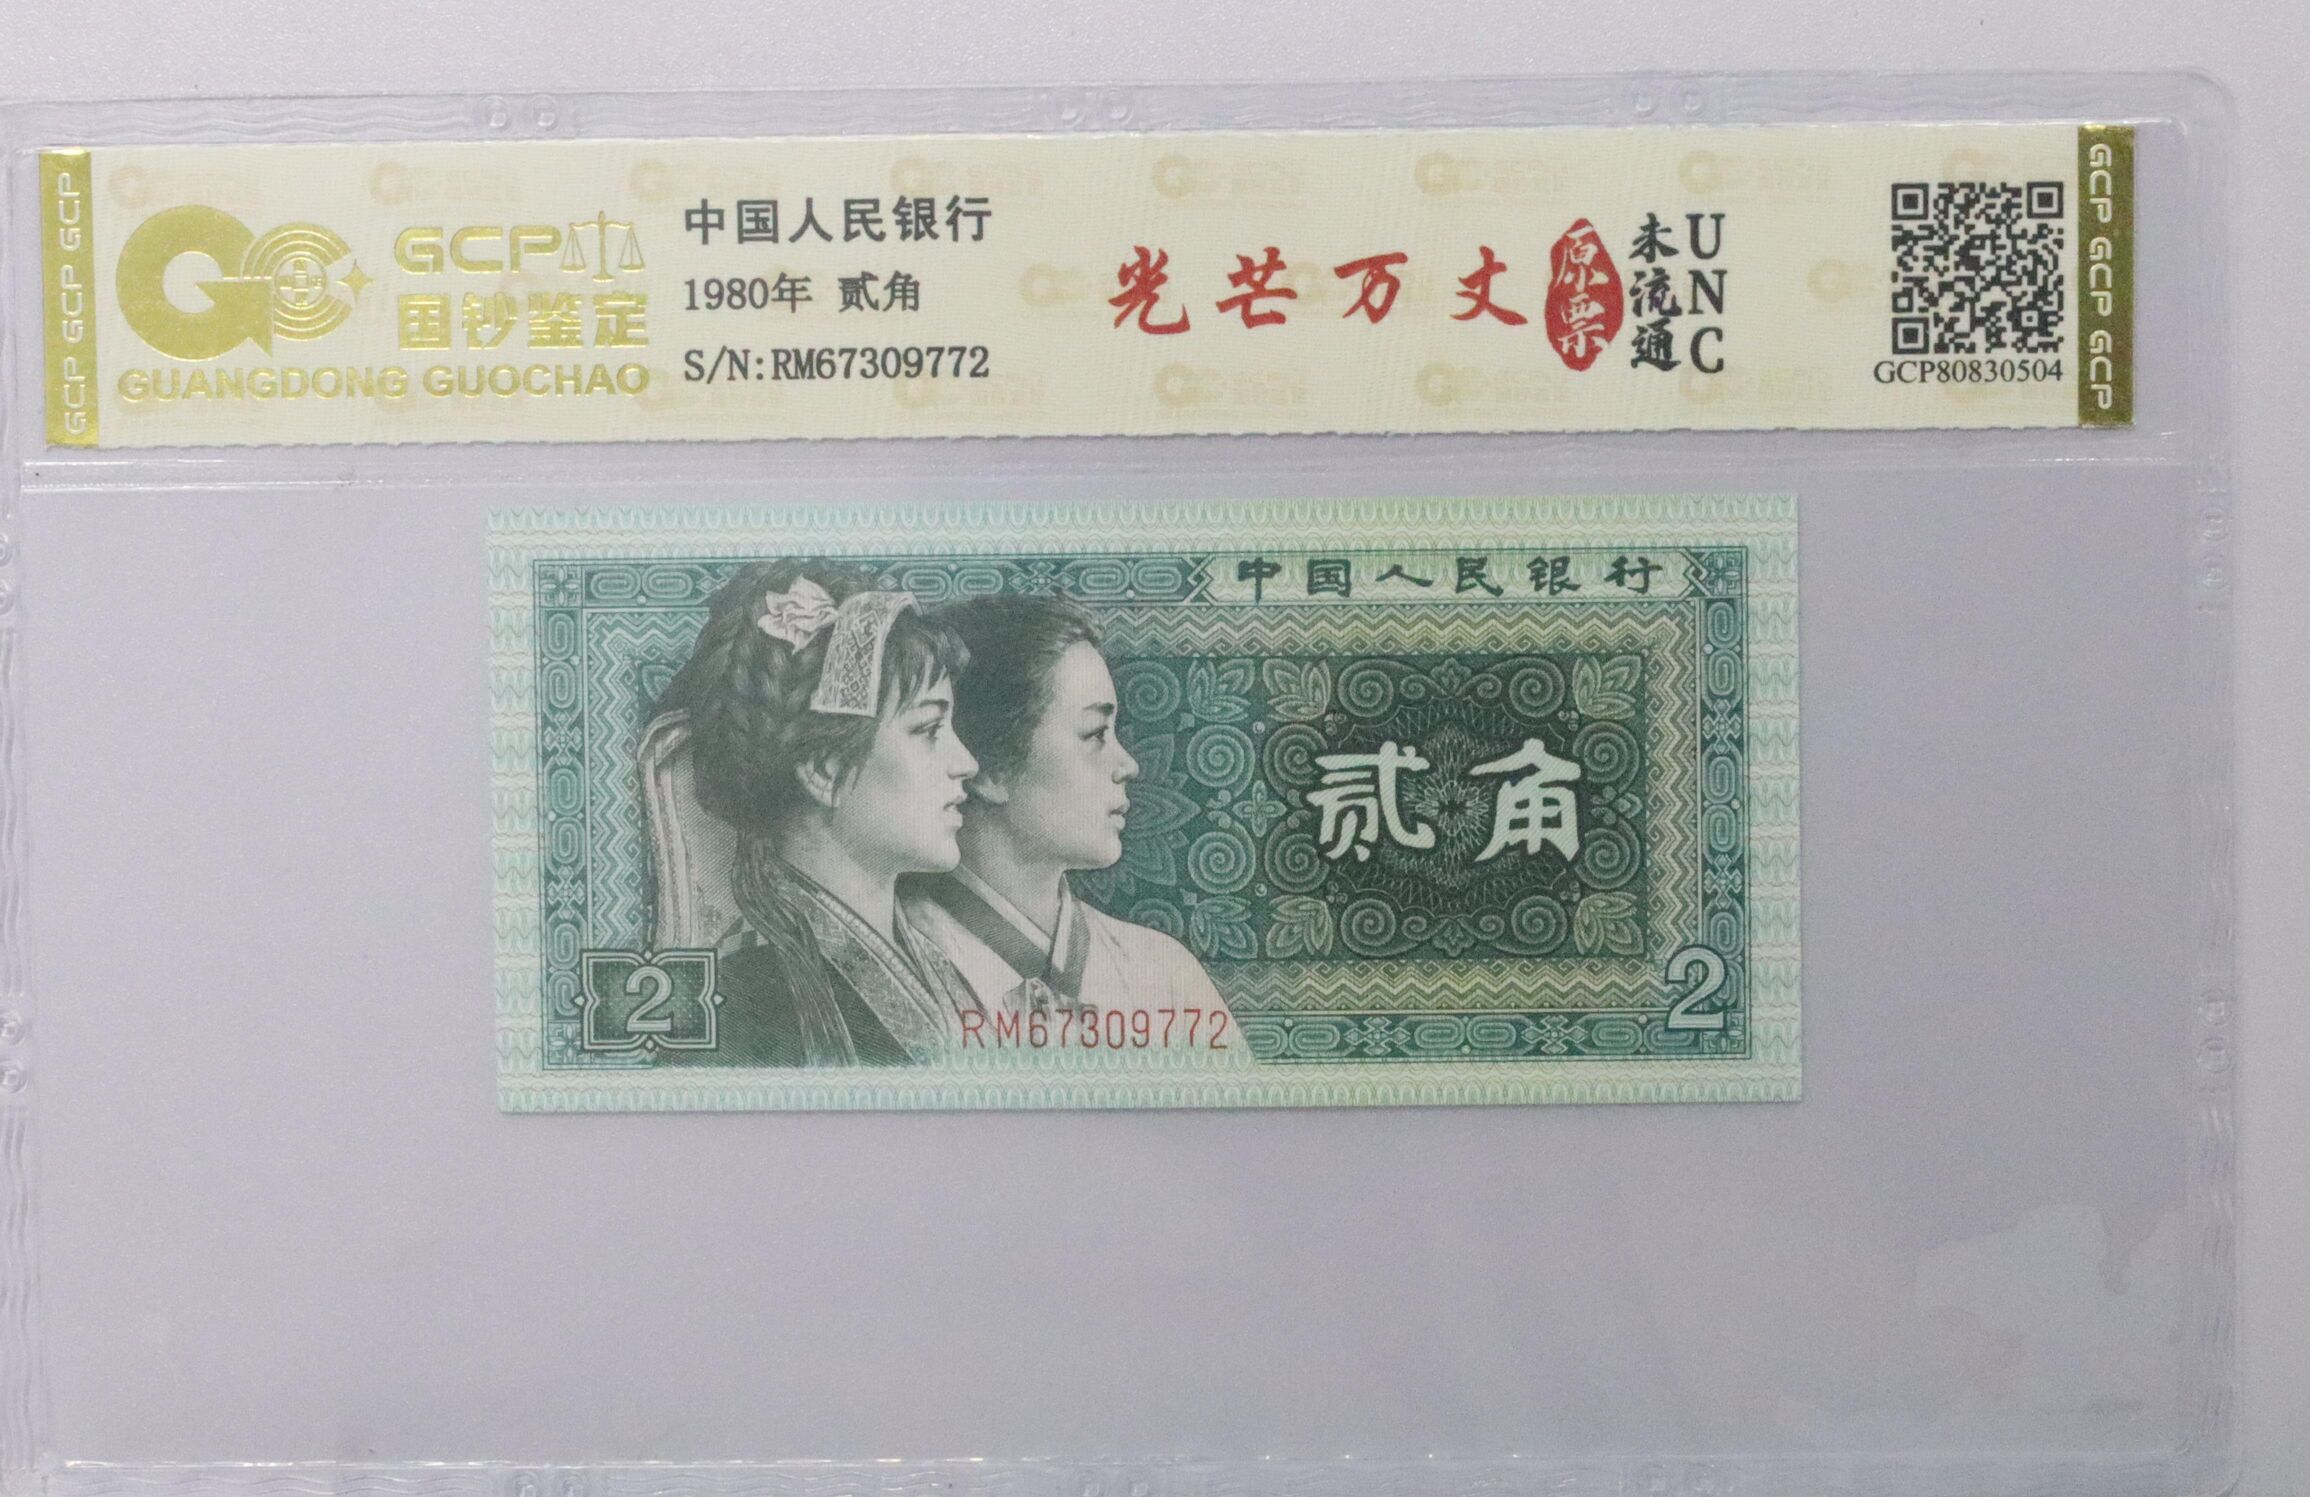 GCP GCP GCP
GCP
国钞鉴定
GUANGDONG GUOCHAO
中国人民银行
1980年 贰角
S/N:RM67309772
光芒万丈
原票
未流通
UNC
GCP80830504
GCP GCP GCP
中国人民银行
贰角
2
RM67309772
2